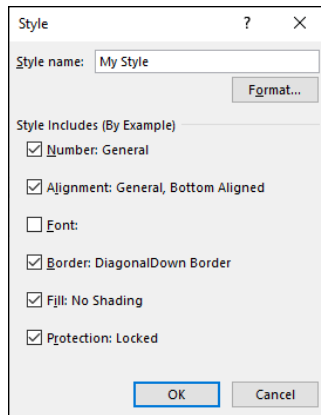 Style ?
Style name: My Style
Format...
Style Includes (By Example)
Number: General
Alignment: General, Bottom Aligned
Font:
Border: DiagonalDown Border
Fill: No Shading
Protection: Locked
OK Cancel